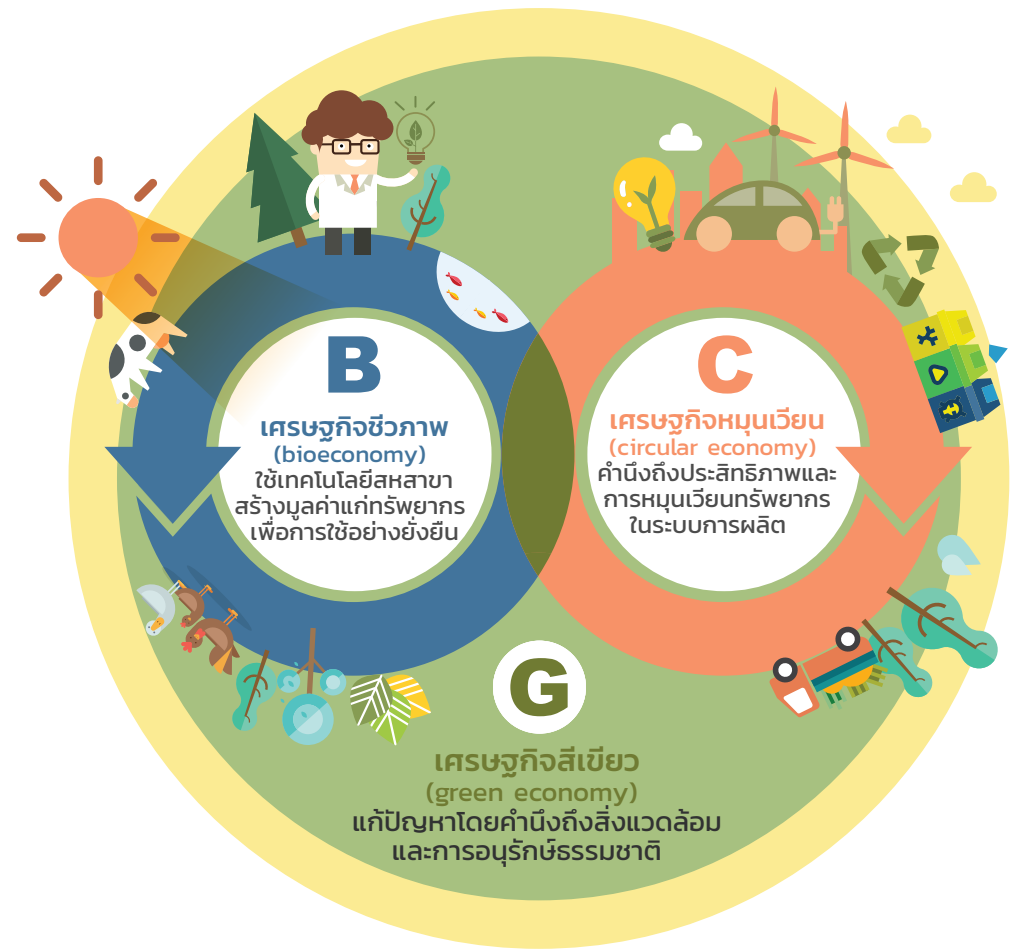 B
เศรษฐกิจชีวภาพ
(bioeconomy)
ใช้เทคโนโลยีสหสาขา
สร้างมูลค่าแก่ทรัพยากร
เพื่อการใช้อย่างยั่งยืน
C
เศรษฐกิจหมุนเวียน
(circular economy)
คำนึงถึงประสิทธิภาพและ
การหมุนเวียนทรัพยากร
ในระบบการผลิต
G
เศรษฐกิจสีเขียว
(green economy)
แก้ปัญหาโดยคำนึงถึงสิ่งแวดล้อม
และการอนุรักษ์ธรรมชาติ